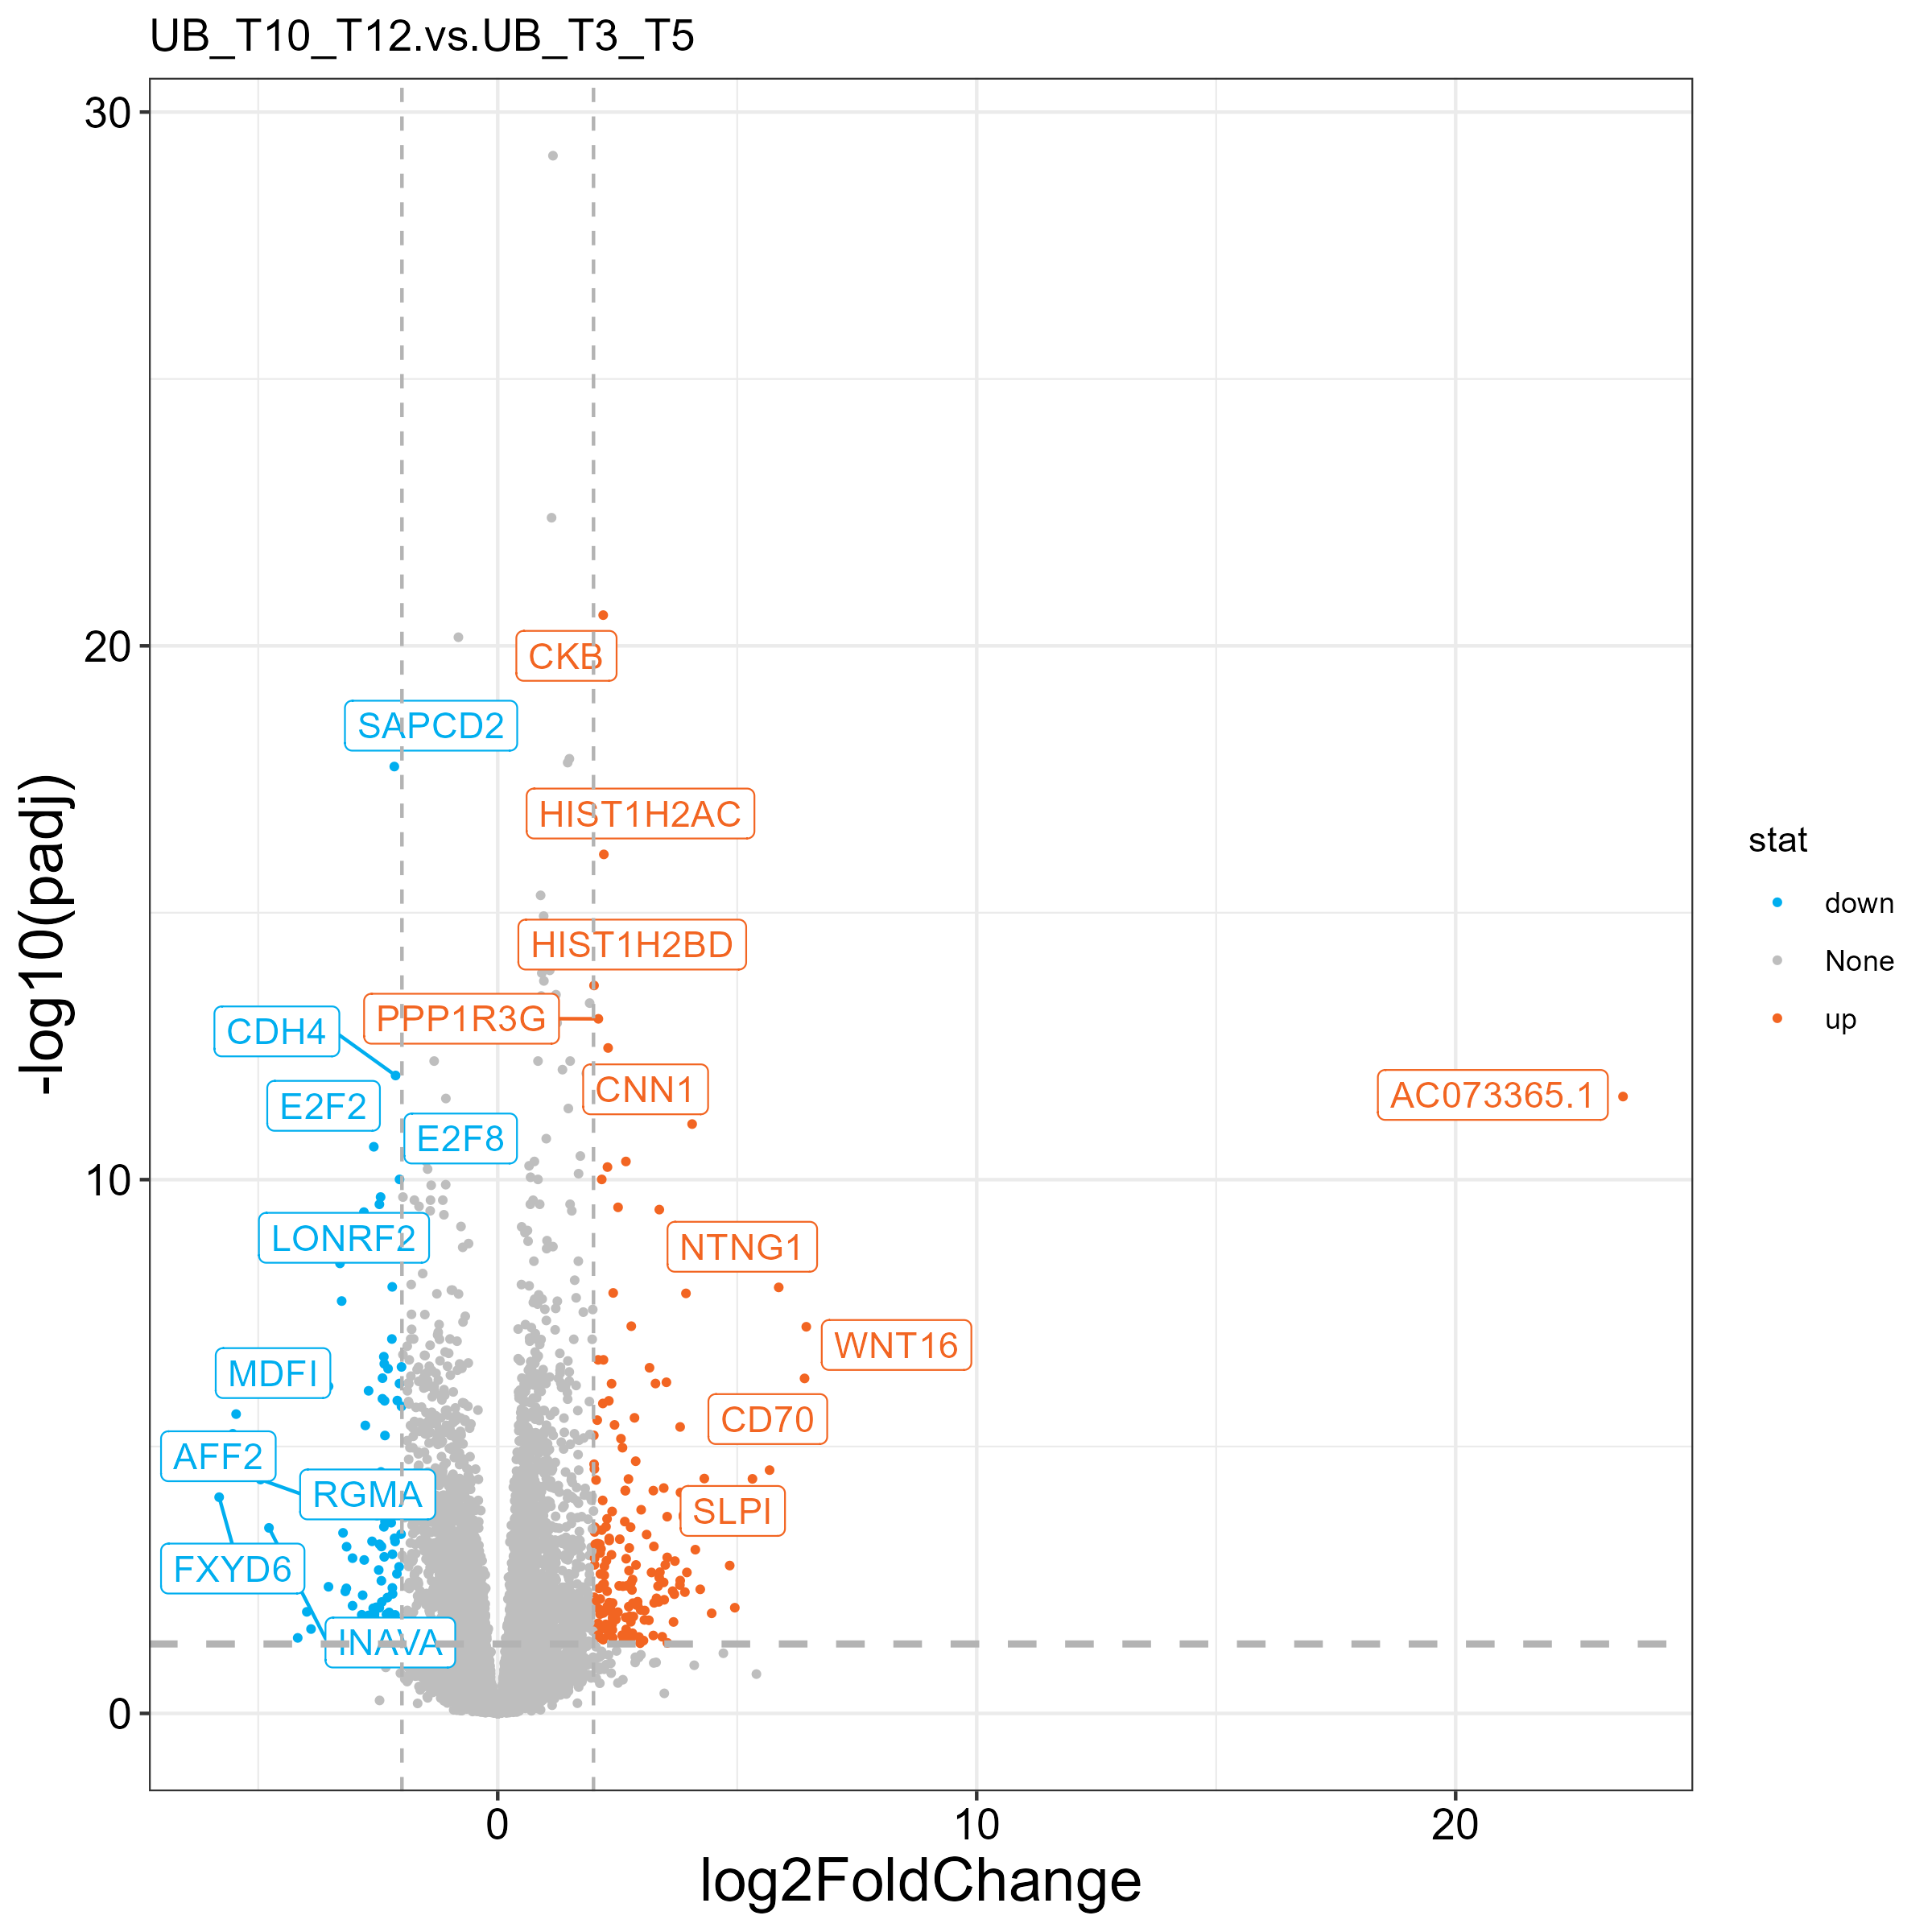 UB_T10_T12.vs.UB_T3_T5
30
20
10
0
-log10(padj)
CKB
SAPCD2
HIST1H2AC
HIST1H2BD
PPP1R3G
CDH4
CNN1
AC073365.1
E2F2
E2F8
LONRF2
NTNG1
WNT16
MDFI
CD70
AFF2
RGMA
SLPI
FXYD6
INAVA
0
10
20
log2FoldChange
stat
down
None
up